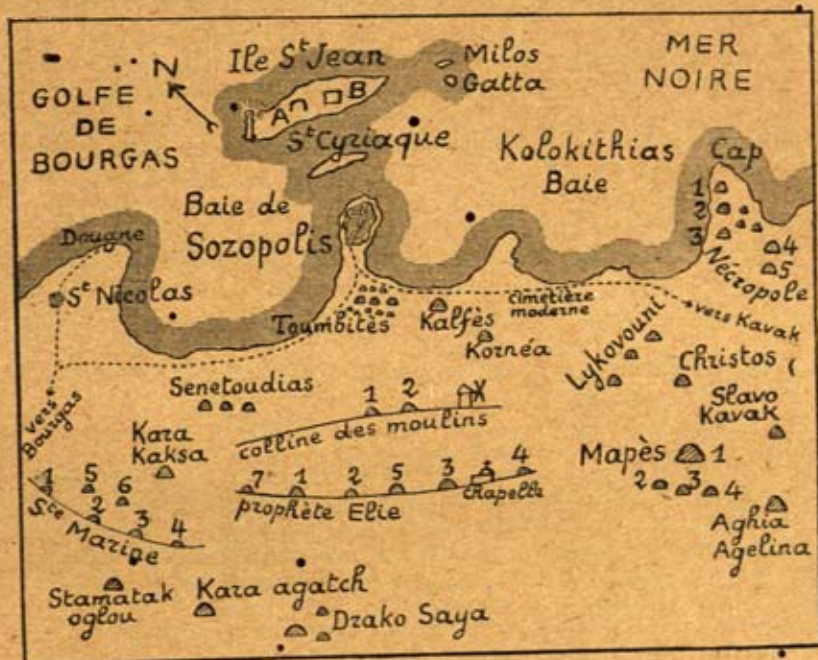 MER
NOIRE
N
GOLFE
DE
BOURGAS
Ile St Jean
A B
Milos
Gatta
St Cyriaque
Kolokithias
Baie
Cap
1
2
3
4
5
Nécropole
Baie de
Sozopolis
Douane
St Nicolas
Toumbitès
Kalfès
Kornéa
cimetière
moderne
vers Kavak
Lykovouni
Christos
Slavo
Kavak
vers
Bourgas
Senetoudias
1 2
colline des moulins
Kara
Kaksa
Mapès 1
2 3 4
Aghia
Agelina
1 5 6
2 3 4
Ste Marine
7 1 2 5 3 4
prophète Elie
chapelle
Stamatak
oglou
Kara agatch
Drako Saya